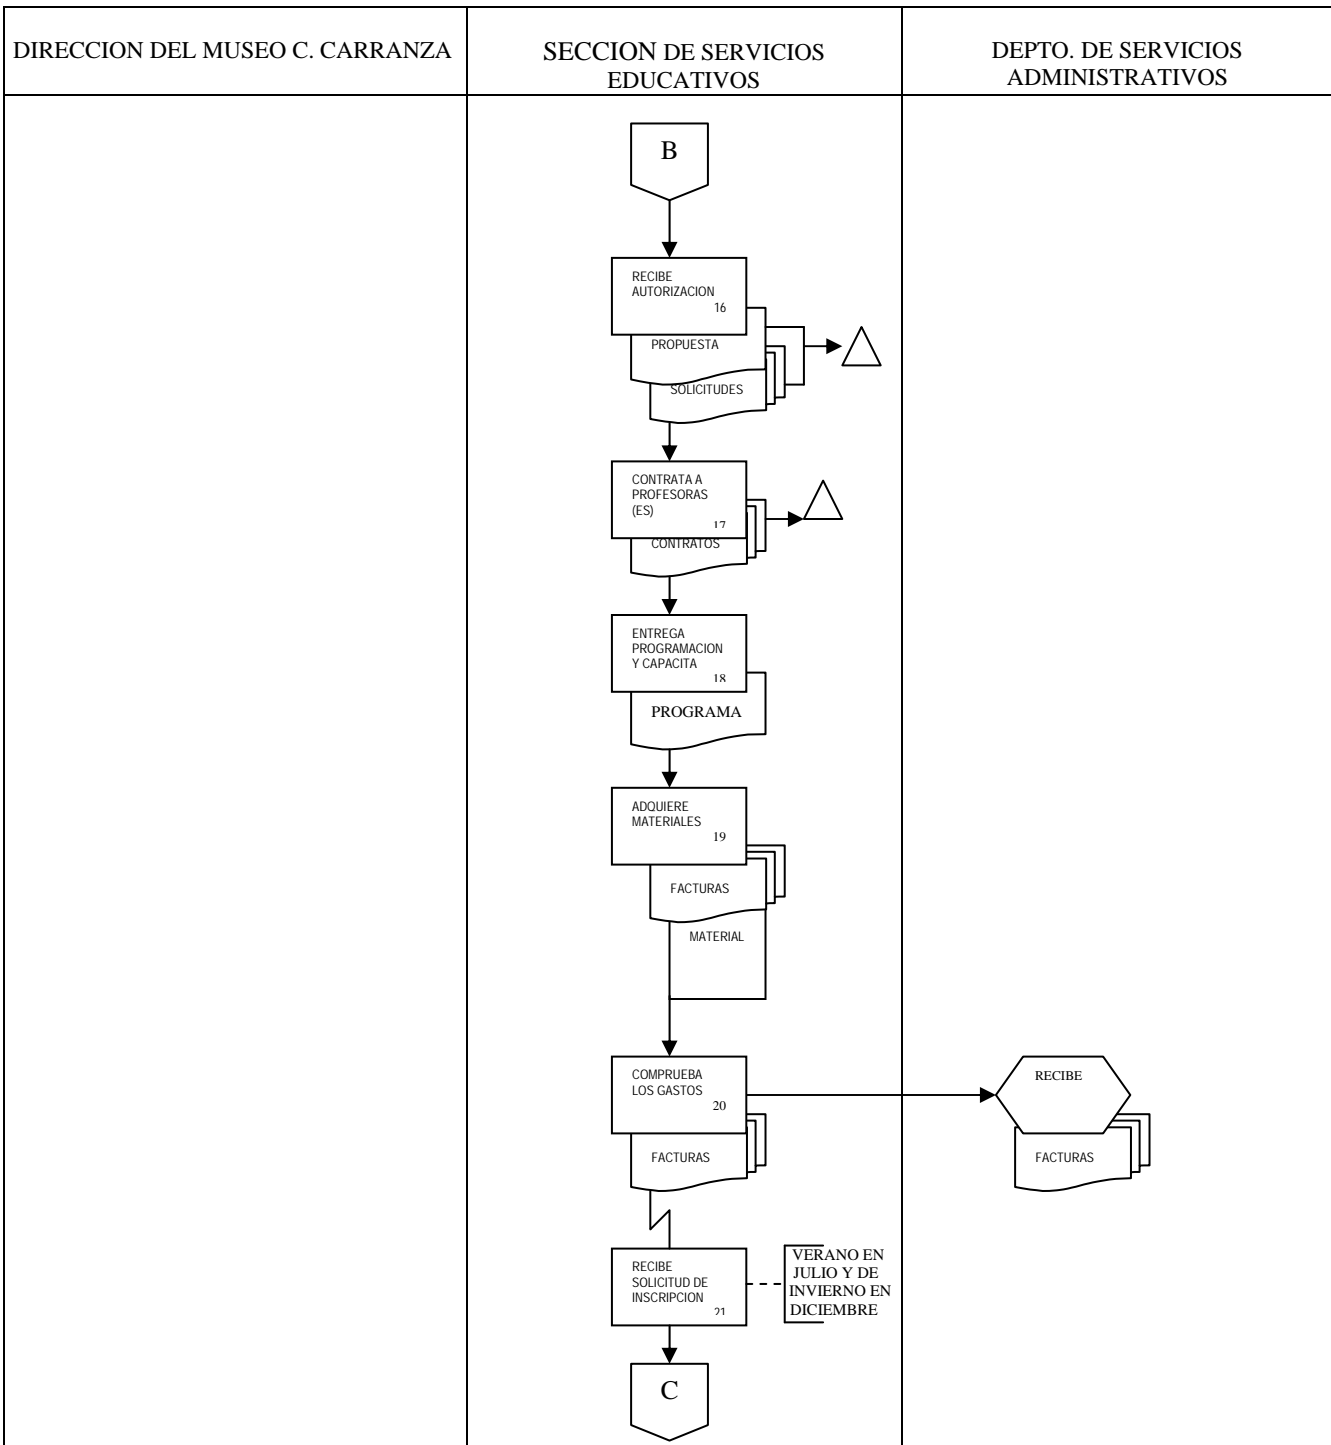 DIRECCION DEL MUSEO C. CARRANZA
SECCION DE SERVICIOS
EDUCATIVOS
DEPTO. DE SERVICIOS
ADMINISTRATIVOS
B
RECIBE
AUTORIZACION
16
PROPUESTA
SOLICITUDES
CONTRATA A
PROFESORAS
(ES)
17
CONTRATOS
ENTREGA
PROGRAMACION
Y CAPACITA
18
PROGRAMA
ADQUIERE
MATERIALES
19
FACTURAS
MATERIAL
COMPRUEBA
LOS GASTOS
20
FACTURAS
RECIBE
FACTURAS
RECIBE
SOLICITUD DE
INSCRIPCION
21
VERANO EN
JULIO Y DE
INVIERNO EN
DICIEMBRE
C